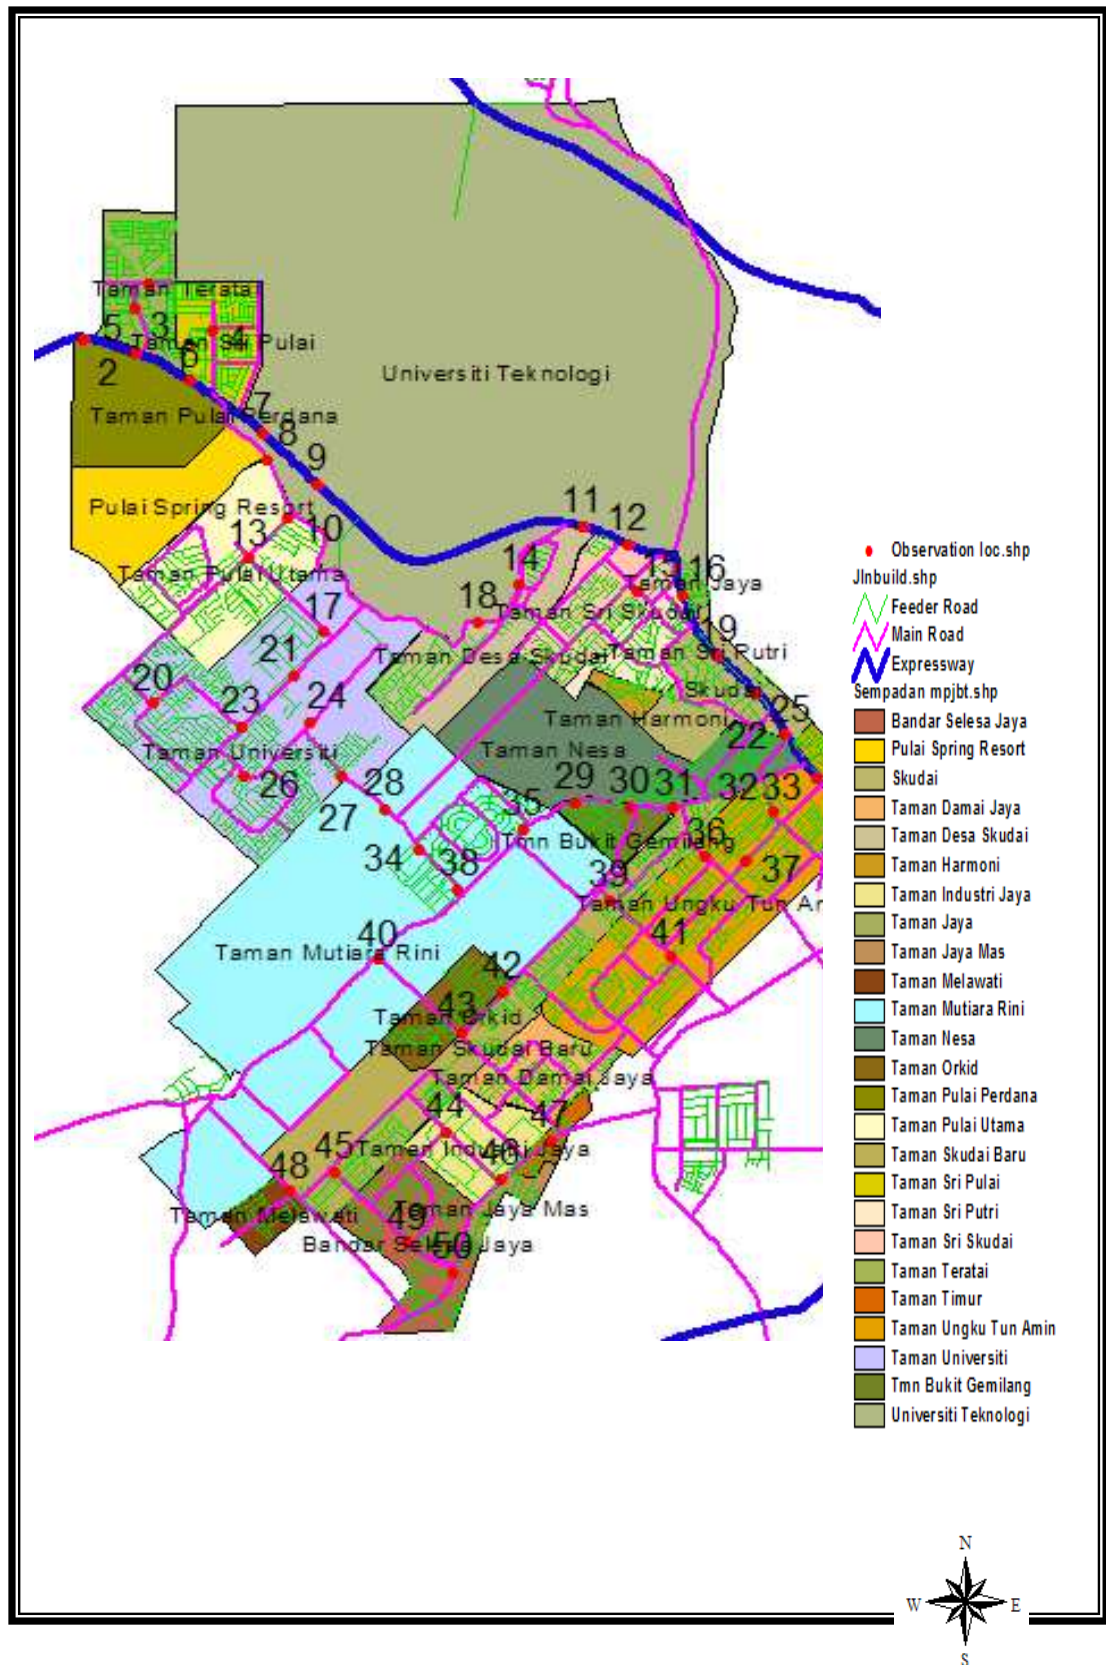 Taman Teratai
5
3
4
Taman Sri Pulai
2
6
Universiti Teknologi
7
Taman Pulai Perdana
8
9
Pulai Spring Resort
11
10
12
13
14
15
16
Taman Pulai Utama
Taman Jaya
18
Taman Sri Skudai
17
19
Taman Desa Skudai
Taman Sri Putri
21
20
Skudai
23
24
Taman Harmoni
25
22
Taman Universiti
Taman Nesa
26
28
29
30
31
32
33
27
35
34
Tmn Bukit Gemilang
36
38
37
39
Taman Ungku Tun Am
40
41
Taman Mutiara Rini
42
43
Taman Orkid
Taman Skudai Baru
Taman Damai Jaya
44
47
45
Taman Industri Jaya
46
48
Taman Melawati
49
Taman Jaya Mas
Bandar Selesa Jaya
50
Observation loc.shp
Jlnbuild.shp
Feeder Road
Main Road
Expressway
Sempadan mpjbt.shp
Bandar Selesa Jaya
Pulai Spring Resort
Skudai
Taman Damai Jaya
Taman Desa Skudai
Taman Harmoni
Taman Industri Jaya
Taman Jaya
Taman Jaya Mas
Taman Melawati
Taman Mutiara Rini
Taman Nesa
Taman Orkid
Taman Pulai Perdana
Taman Pulai Utama
Taman Skudai Baru
Taman Sri Pulai
Taman Sri Putri
Taman Sri Skudai
Taman Teratai
Taman Timur
Taman Ungku Tun Amin
Taman Universiti
Tmn Bukit Gemilang
Universiti Teknologi
N
W E
S